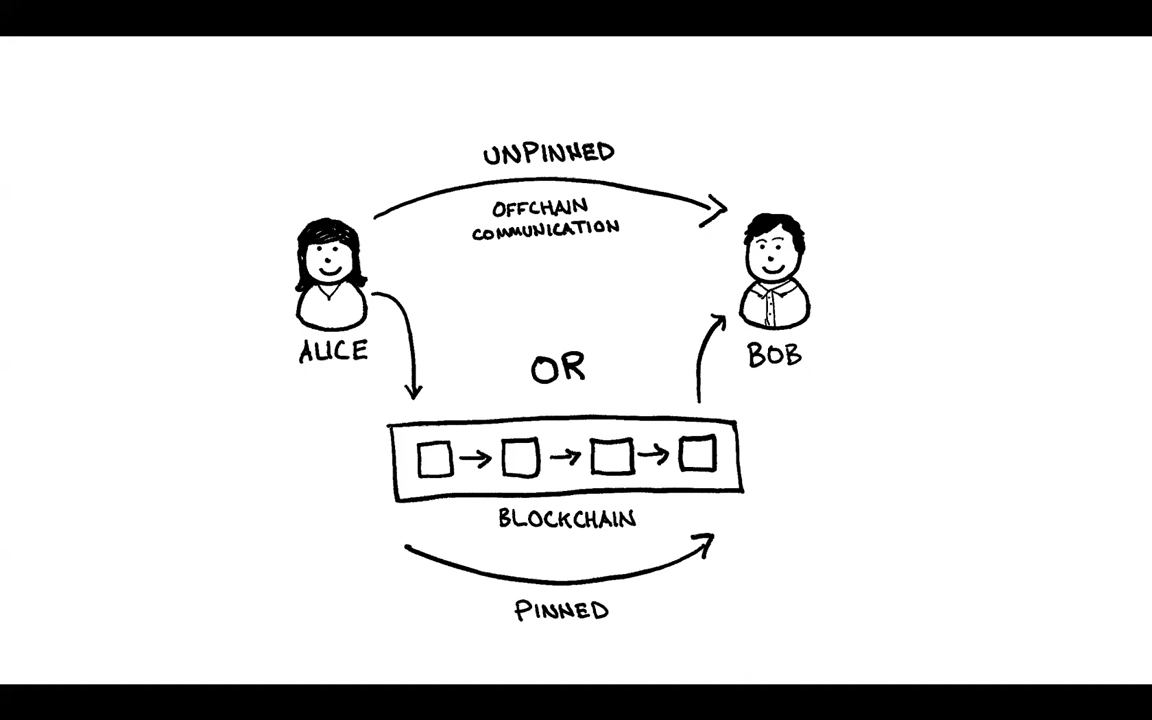 UNPINNED
OFFCHAIN
COMMUNICATION
ALICE
BOB
OR
BLOCKCHAIN
PINNED